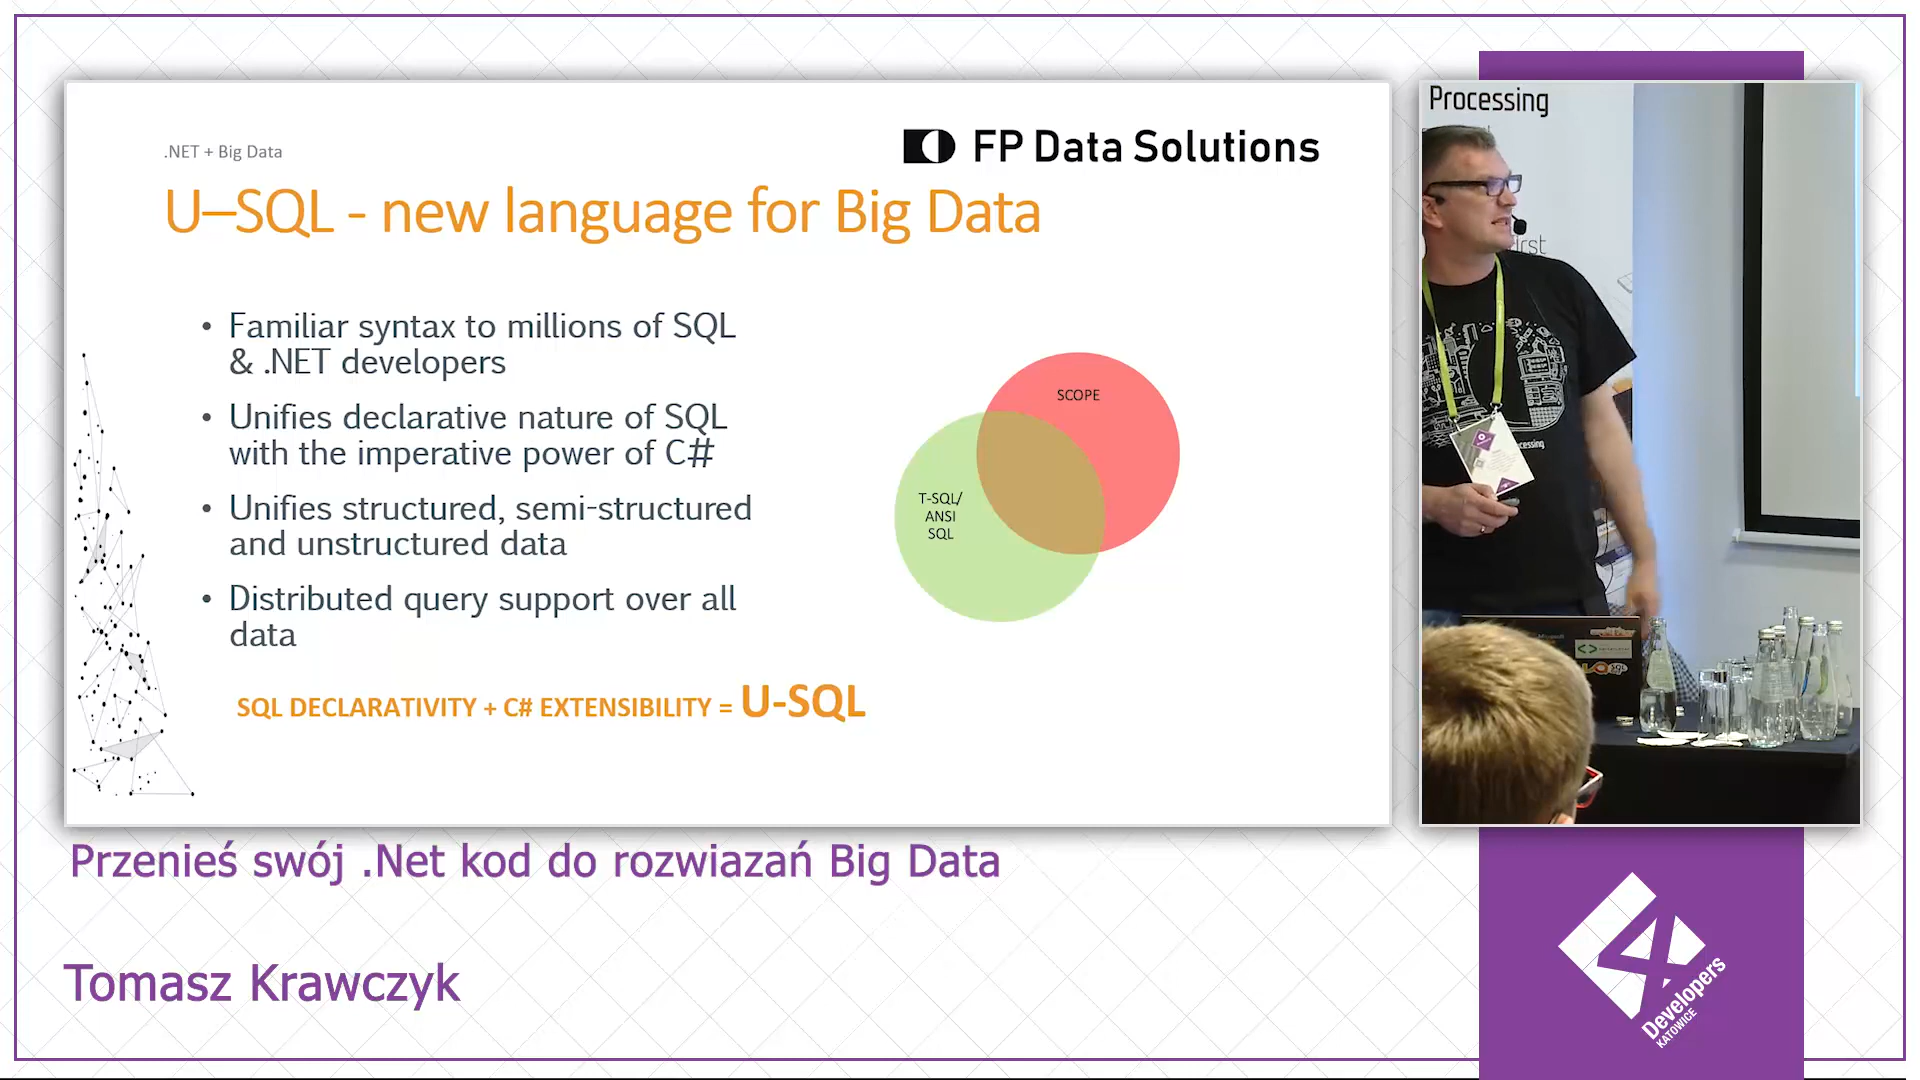 .NET + Big Data
FP Data Solutions
U–SQL - new language for Big Data
• Familiar syntax to millions of SQL
& .NET developers
• Unifies declarative nature of SQL
with the imperative power of C#
• Unifies structured, semi-structured
and unstructured data
• Distributed query support over all
data
SCOPE
T-SQL/
ANSI
SQL
SQL DECLARATIVITY + C# EXTENSIBILITY = U-SQL
Processing
Przenieś swój .Net kod do rozwiazań Big Data
Tomasz Krawczyk
4
Developers
KATOWICE